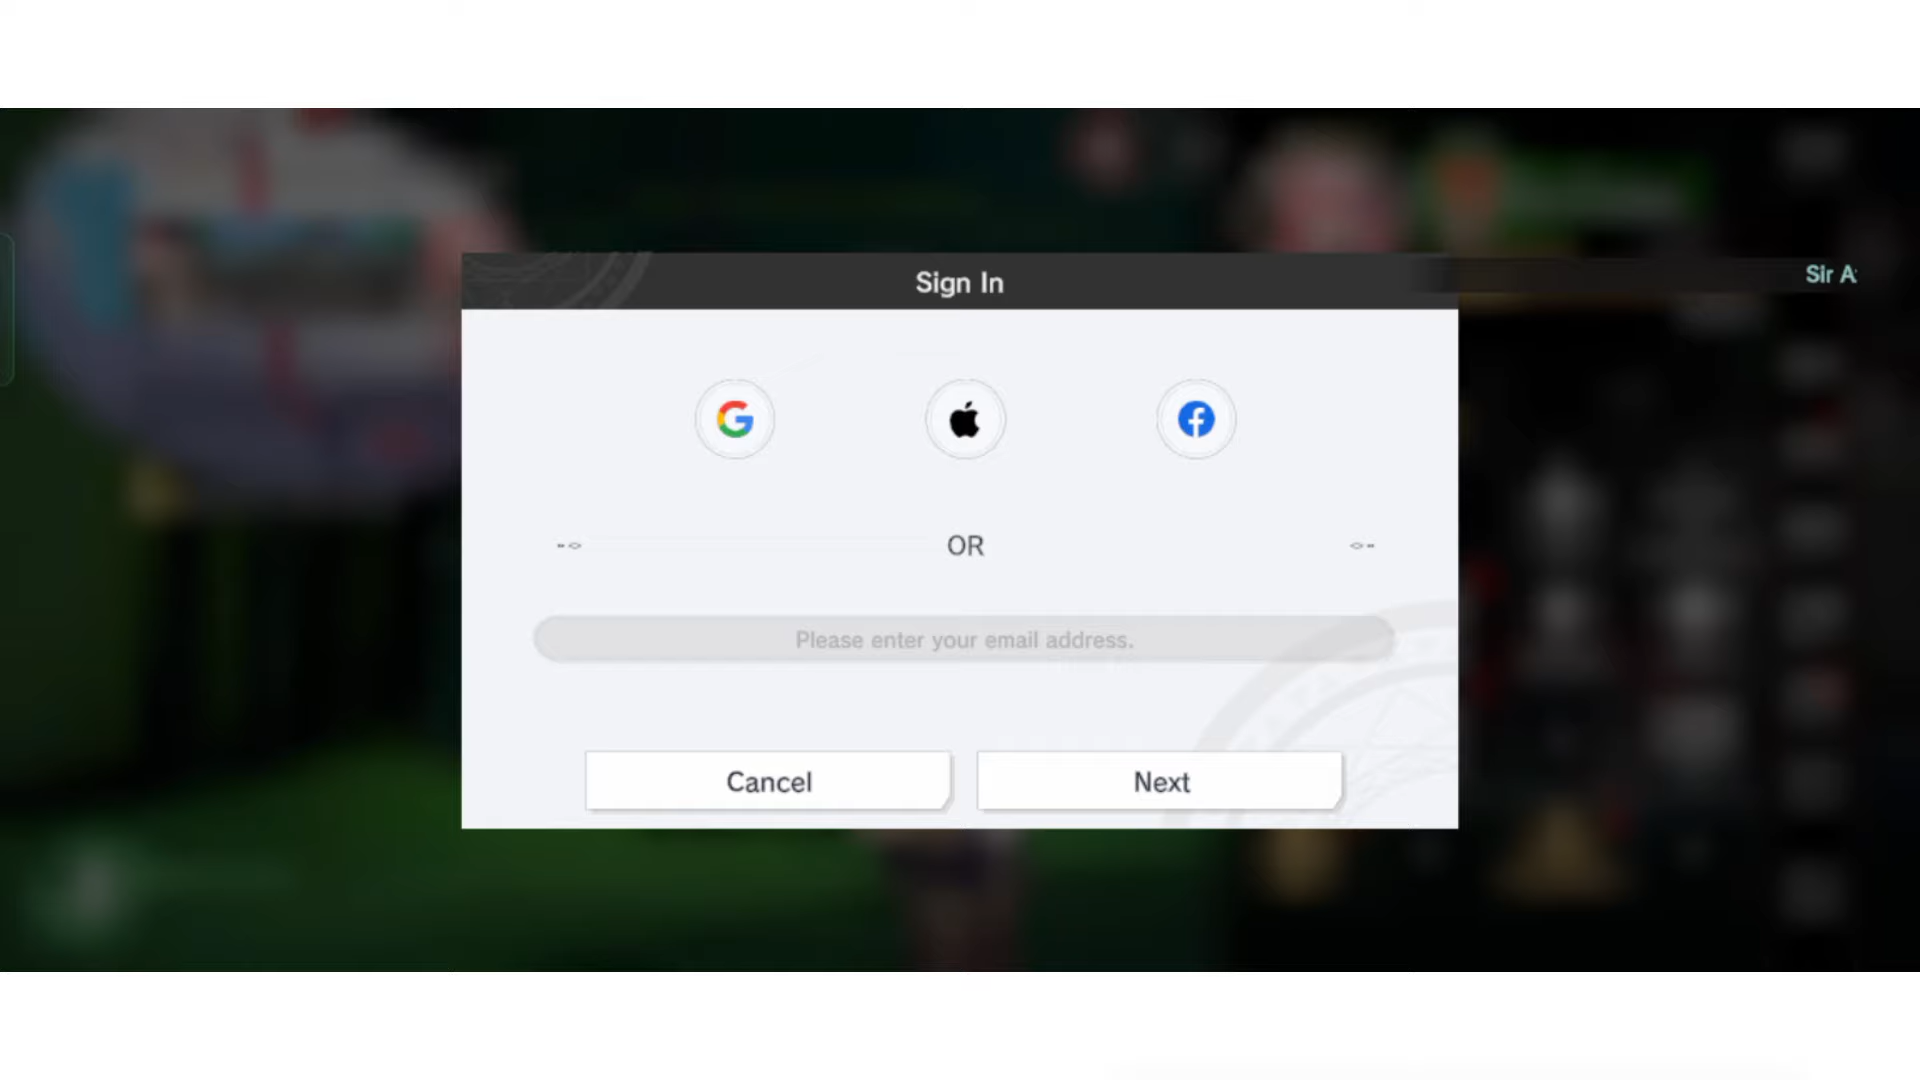 Sign In
Sir A
OR
Please enter your email address.
Cancel
Next